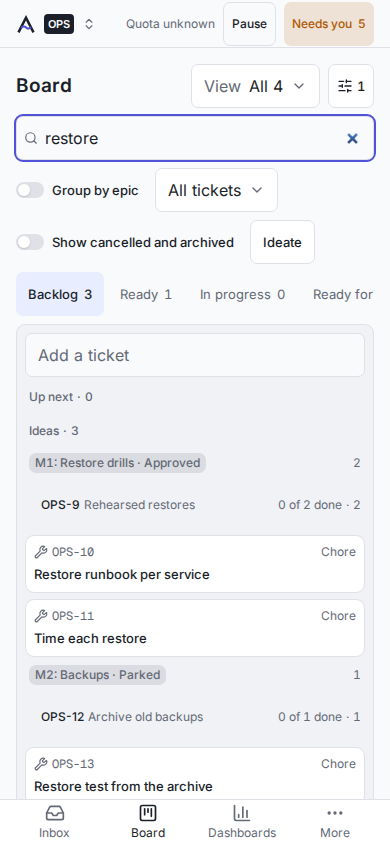 OPS Quota unknown Pause Needs you 5
Board View All 4 1
restore
Group by epic All tickets
Show cancelled and archived Ideate
Backlog 3 Ready 1 In progress 0 Ready for
Add a ticket
Up next · 0
Ideas · 3
M1: Restore drills · Approved 2
OPS-9 Rehearsed restores 0 of 2 done · 2
OPS-10 Chore
Restore runbook per service
OPS-11 Chore
Time each restore
M2: Backups · Parked 1
OPS-12 Archive old backups 0 of 1 done · 1
OPS-13 Chore
Restore test from the archive
Inbox Board Dashboards More